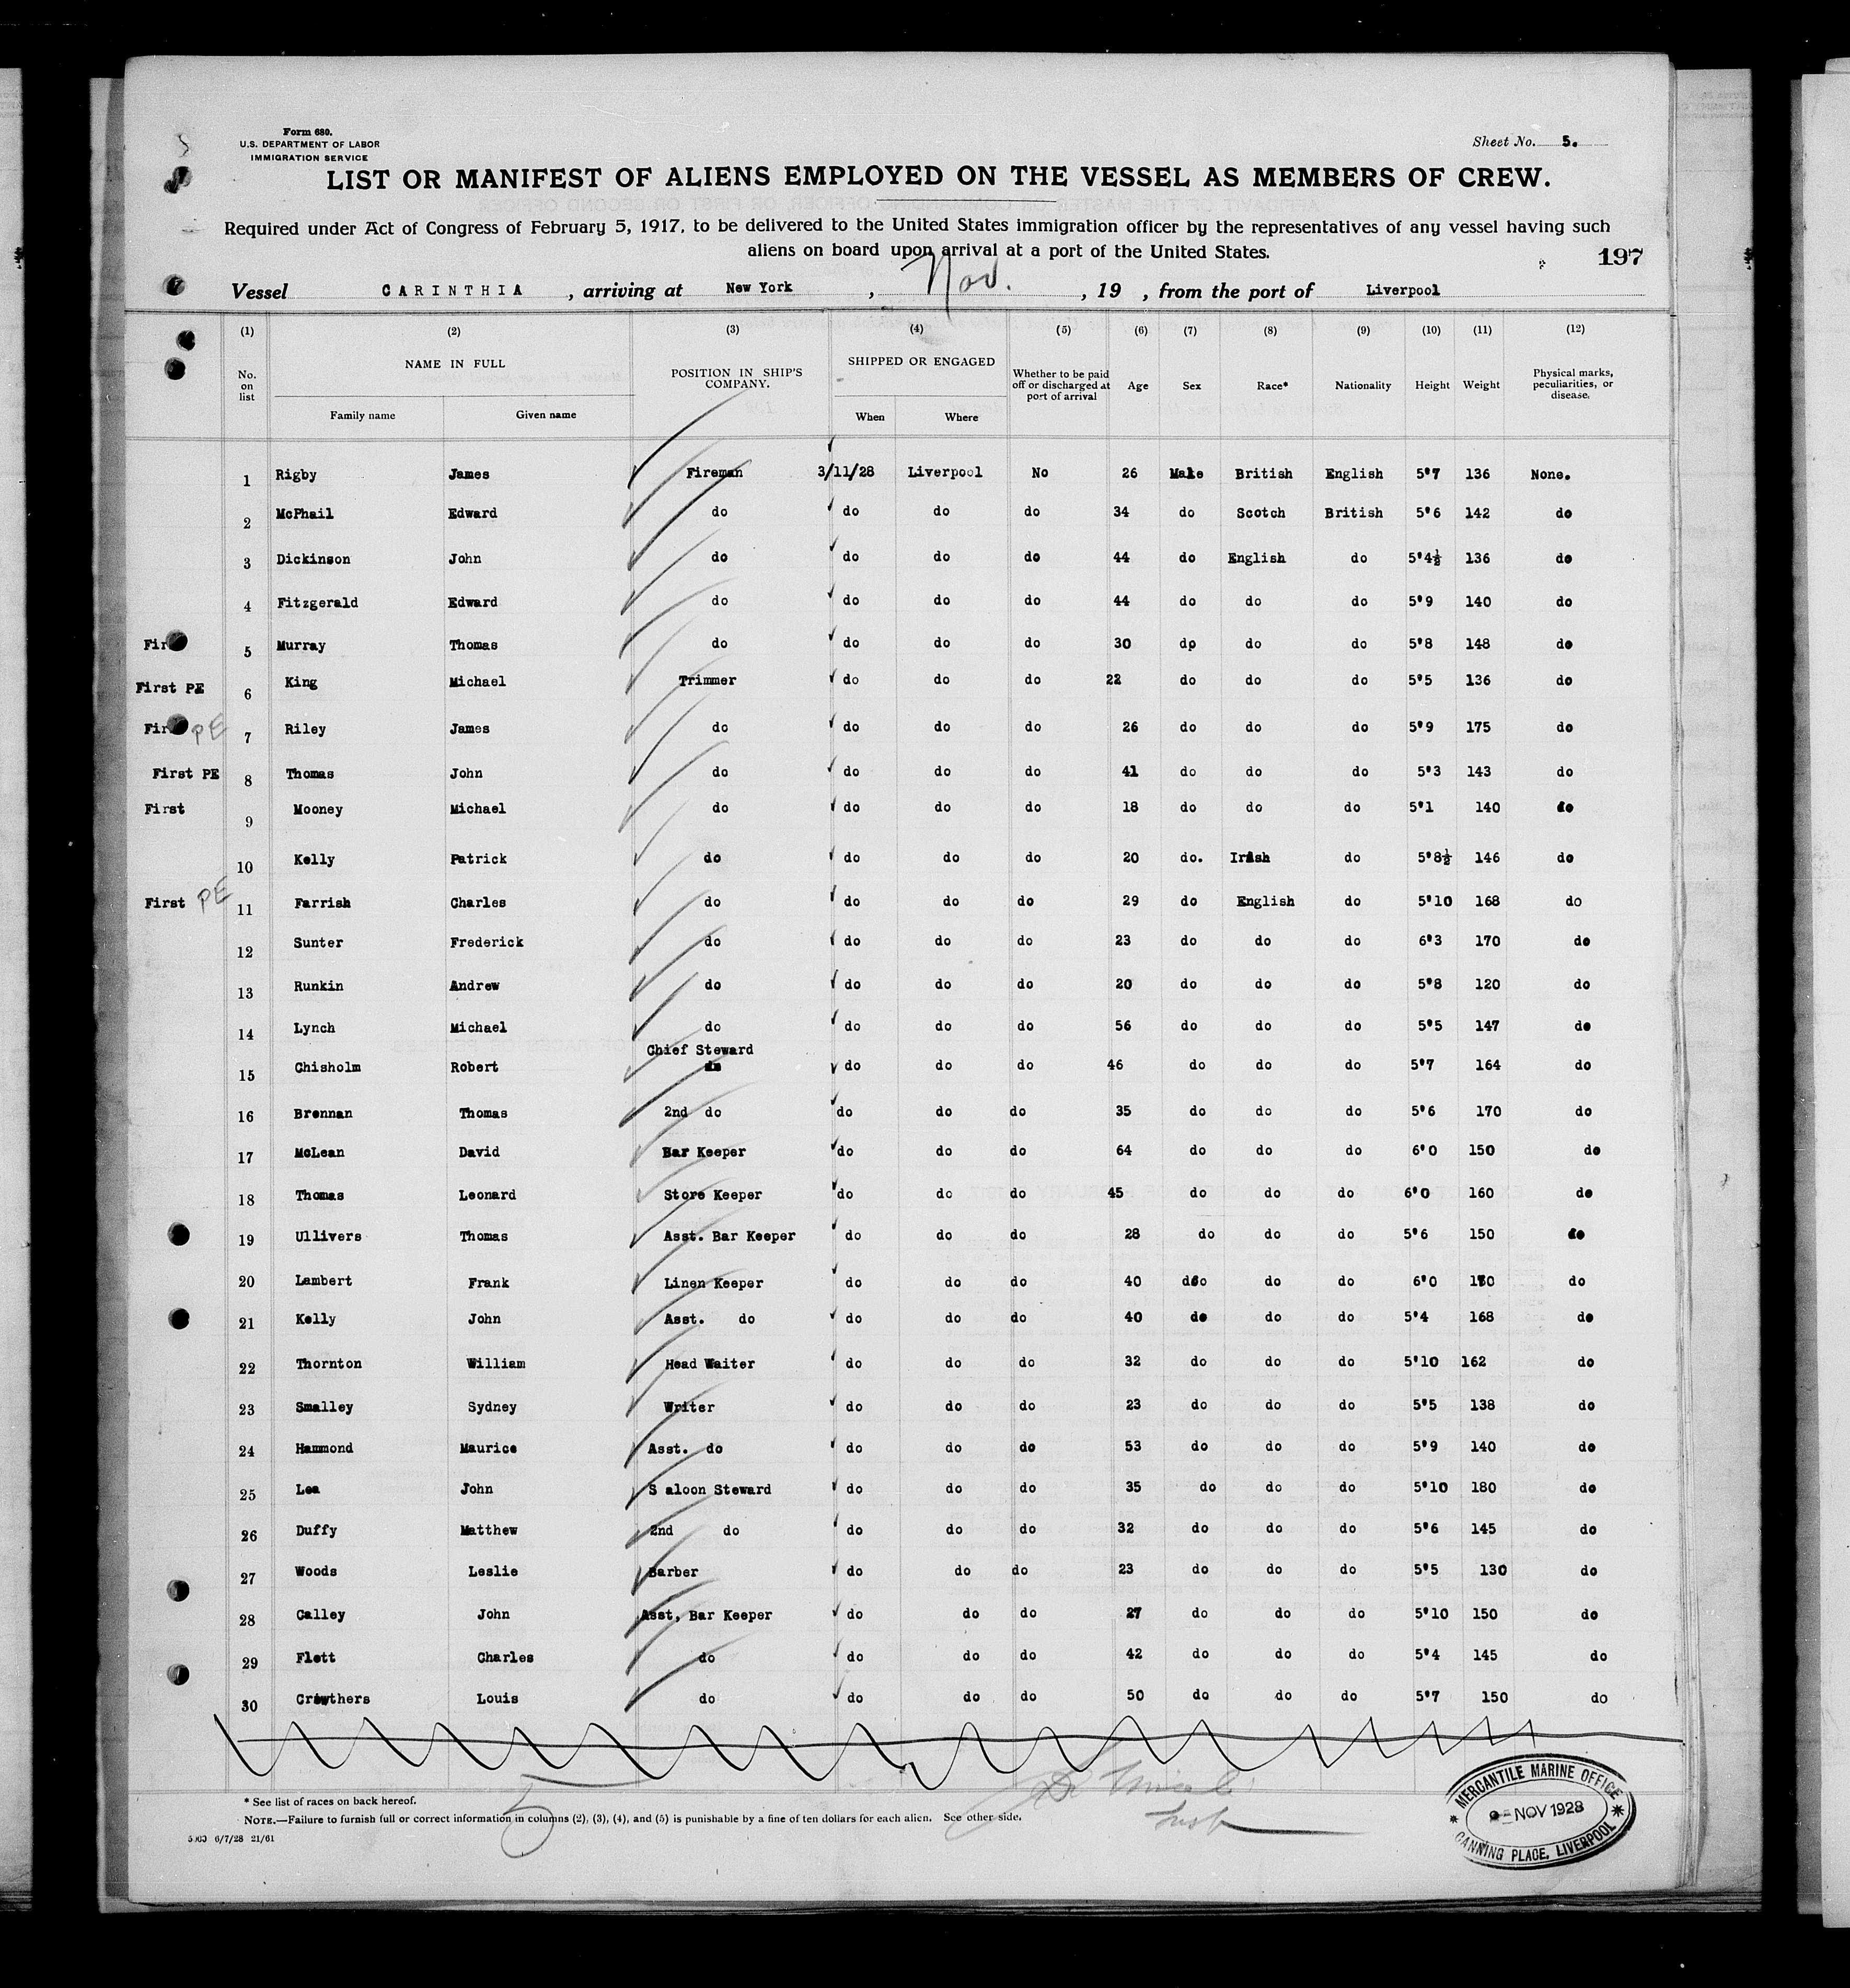 Form 680.
U.S. DEPARTMENT OF LABOR
IMMIGRATION SERVICE
Sheet No. 5.
LIST OR MANIFEST OF ALIENS EMPLOYED ON THE VESSEL AS MEMBERS OF CREW.
Required under Act of Congress of February 5, 1917, to be delivered to the United States immigration officer by the representatives of any vessel having such
aliens on board upon arrival at a port of the United States.
197
Vessel CARINTHIA , arriving at New York , Nov. , 19 , from the port of Liverpool
(1) (2) (3) (4) (5) (6) (7) (8) (9) (10) (11) (12)
No. on list NAME IN FULL Family name Given name POSITION IN SHIP'S COMPANY. SHIPPED OR ENGAGED When Where Whether to be paid off or discharged at port of arrival Age Sex Race* Nationality Height Weight Physical marks, peculiarities, or disease.
1 Rigby James Fireman 3/11/28 Liverpool No 26 Male British English 5'7 136 None.
2 McPhail Edward do do do do 34 do Scotch British 5'6 142 do
3 Dickinson John do do do do 44 do English do 5'4½ 136 do
4 Fitzgerald Edward do do do do 44 do do do 5'9 140 do
Fir 5 Murray Thomas do do do do 30 dp do do 5'8 148 do
First PE 6 King Michael Trimmer do do do 22 do do do 5'5 136 do
Fir PE 7 Riley James do do do do 26 do do do 5'9 175 do
First PE 8 Thomas John do do do do 41 do do do 5'3 143 do
First 9 Mooney Michael do do do do 18 do do do 5'1 140 do
10 Kelly Patrick do do do do 20 do. Irish do 5'8½ 146 do
First PE 11 Farrish Charles do do do do 29 do English do 5'10 168 do
12 Sunter Frederick do do do do 23 do do do 6'3 170 do
13 Runkin Andrew do do do do 20 do do do 5'8 120 do
14 Lynch Michael do do do do 56 do do do 5'5 147 do
Chief Steward
15 Chisholm Robert do do do do 46 do do do 5'7 164 do
16 Brennan Thomas 2nd do do do do 35 do do do 5'6 170 do
17 McLean David Bar Keeper do do do 64 do do do 6'0 150 do
18 Thomas Leonard Store Keeper do do do 45 do do do 6'0 160 do
19 Ullivers Thomas Asst. Bar Keeper do do do 28 do do do 5'6 150 do
20 Lambert Frank Linen Keeper do do do 40 do do do 6'0 do
21 Kelly John Asst. do do do do 40 do do do 5'4 168 do
22 Thornton William Head Waiter do do do 32 do do do 5'10 162 do
23 Smalley Sydney Writer do do do 23 do do do 5'5 138 do
24 Hammond Maurice Asst. do do do do 53 do do do 5'9 140 do
25 Lea John S aloon Steward do do do 35 do do do 5'10 180 do
26 Duffy Matthew 2nd do do do do 32 do do do 5'6 145 do
27 Woods Leslie Barber do do do 23 do do do 5'5 130 do
28 Calley John Asst, Bar Keeper do do do 27 do do do 5'10 150 do
29 Flett Charles do do do do 42 do do do 5'4 145 do
30 Crowthers Louis do do do do 50 do do do 5'7 150 do
* See list of races on back hereof.
NOTE.—Failure to furnish full or correct information in columns (2), (3), (4), and (5) is punishable by a fine of ten dollars for each alien. See other side.
6/7/28 21/61
5
MERCANTILE MARINE OFFICE
NOV 1928
CANNING PLACE, LIVERPOOL